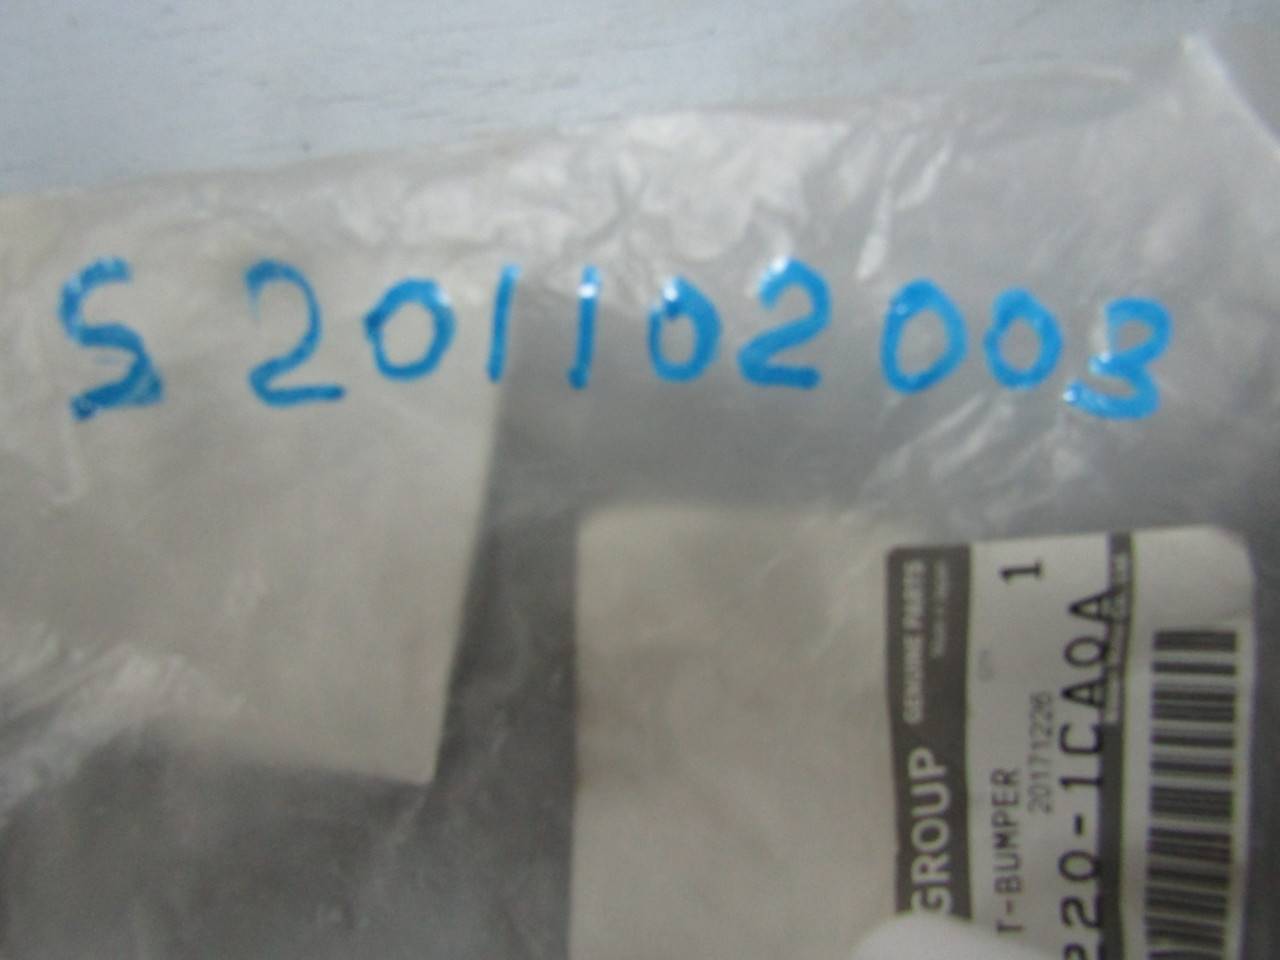 S 201102003
GROUP GENUINE PARTS
T-BUMPER 1
20171226
220-1CA0A